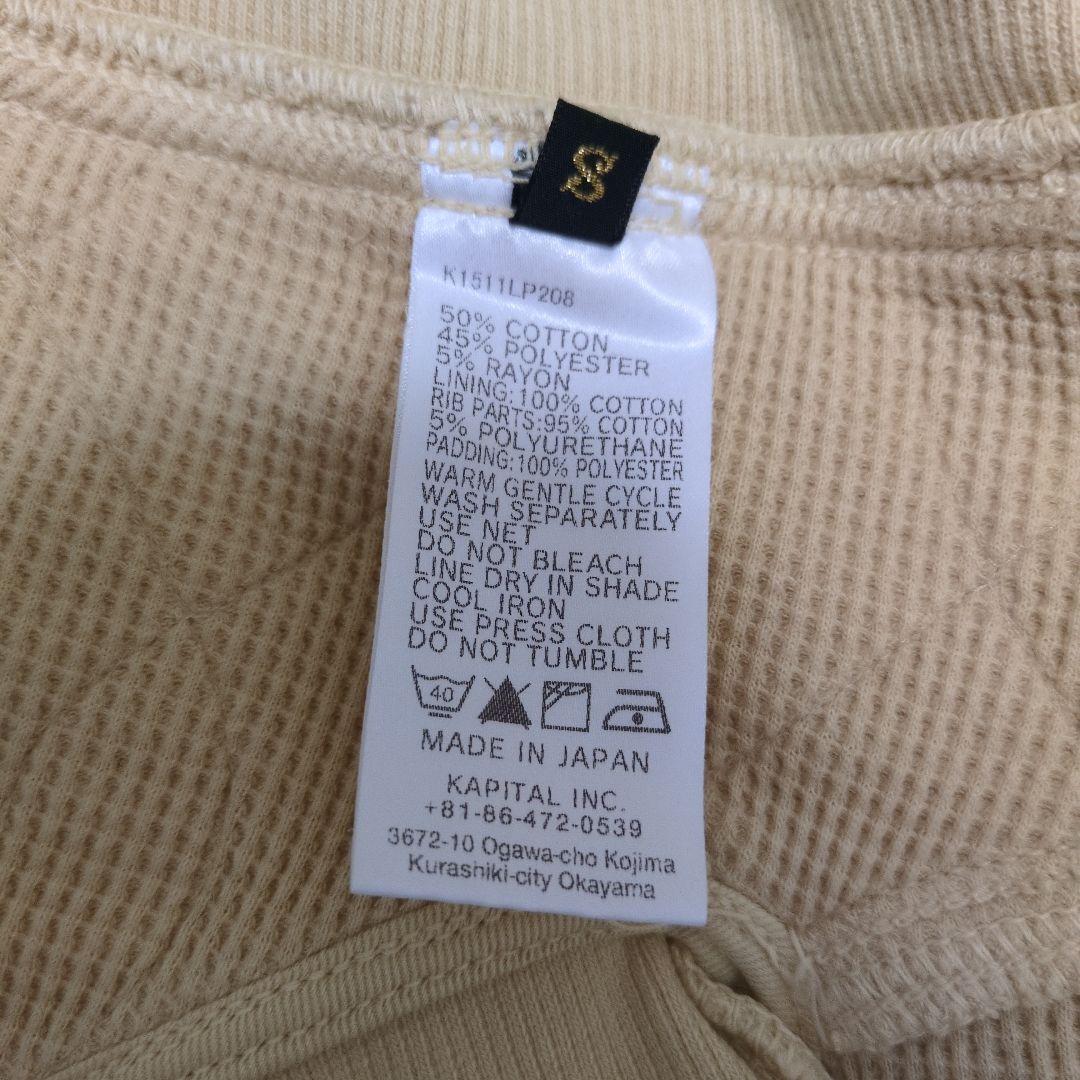 S
K1511LP208
50% COTTON
45% POLYESTER
5% RAYON
LINING:100% COTTON
RIB PARTS:95% COTTON
5% POLYURETHANE
PADDING:100% POLYESTER
WARM GENTLE CYCLE
WASH SEPARATELY
USE NET
DO NOT BLEACH
LINE DRY IN SHADE
COOL IRON
USE PRESS CLOTH
DO NOT TUMBLE
40
MADE IN JAPAN
KAPITAL INC.
+81-86-472-0539
3672-10 Ogawa-cho Kojima
Kurashiki-city Okayama